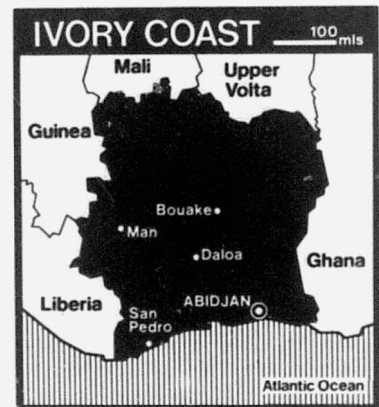 IVORY COAST
100
mls
Mali
Upper
Volta
Guinea
Bouake
Man
Daloa
Ghana
Liberia
San
Pedro
ABIDJAN
Atlantic Ocean